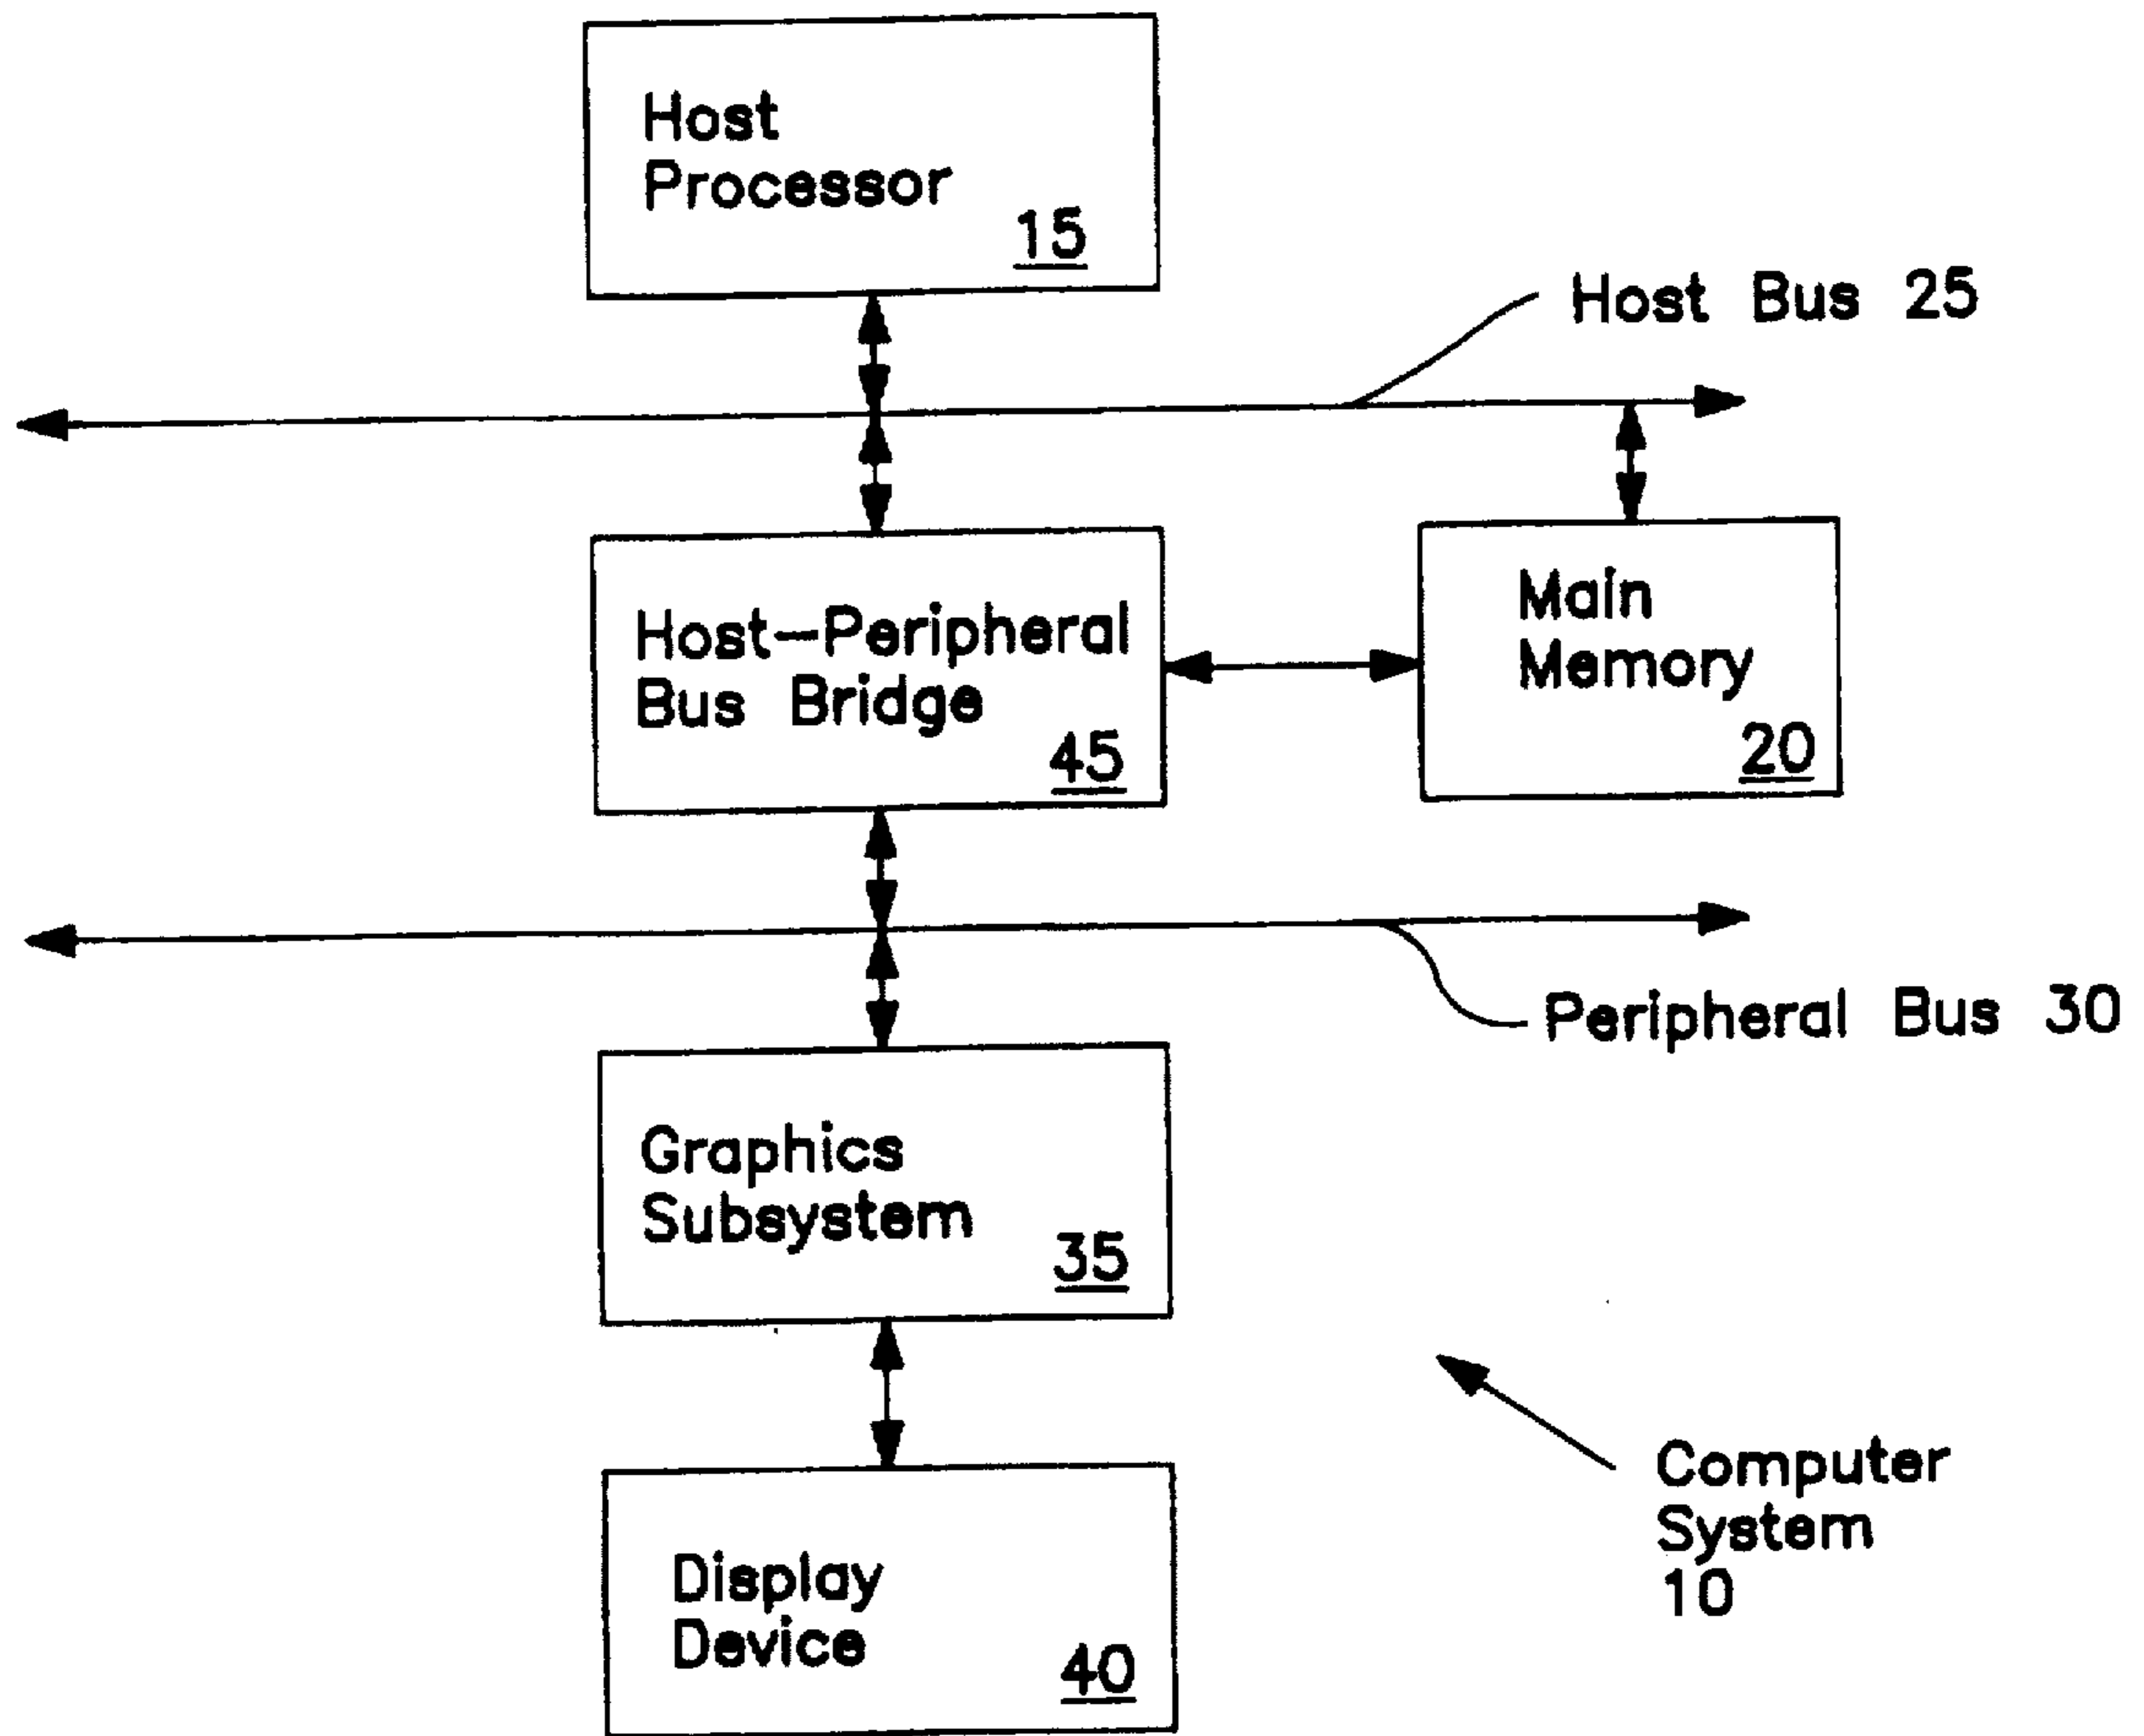 Host
Processor
15
Host Bus 25
Host-Peripheral
Bus Bridge
45
Main
Memory
20
Peripheral Bus 30
Graphics
Subsystem
35
Computer
System
10
Display
Device
40